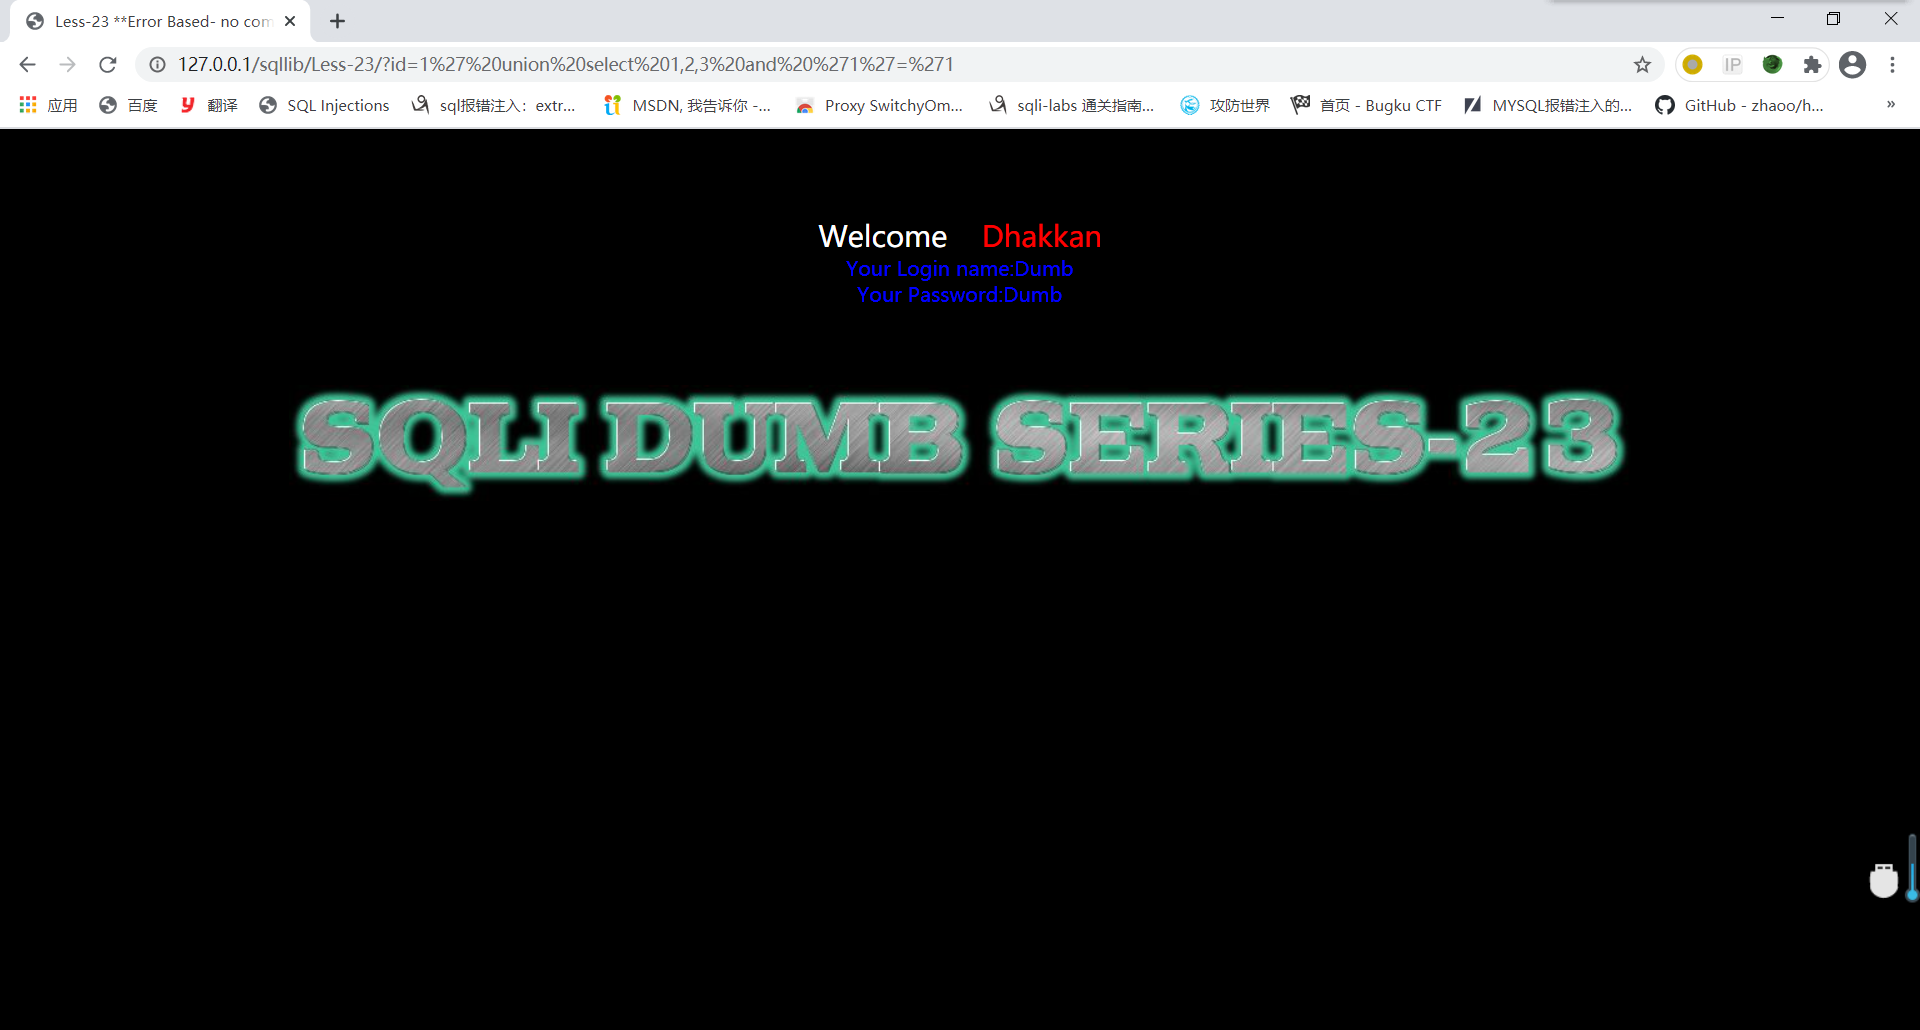 Less-23 **Error Based- no com
127.0.0.1/sqllib/Less-23/?id=1%27%20union%20select%201,2,3%20and%20%271%27=%271
IP
应用 百度 翻译 SQL Injections sql报错注入：extr... MSDN, 我告诉你 -... Proxy SwitchyOm... sqli-labs 通关指南... 攻防世界 首页 - Bugku CTF MYSQL报错注入的... GitHub - zhaoo/h... »
Welcome Dhakkan
Your Login name:Dumb
Your Password:Dumb
SQLI DUMB SERIES-23